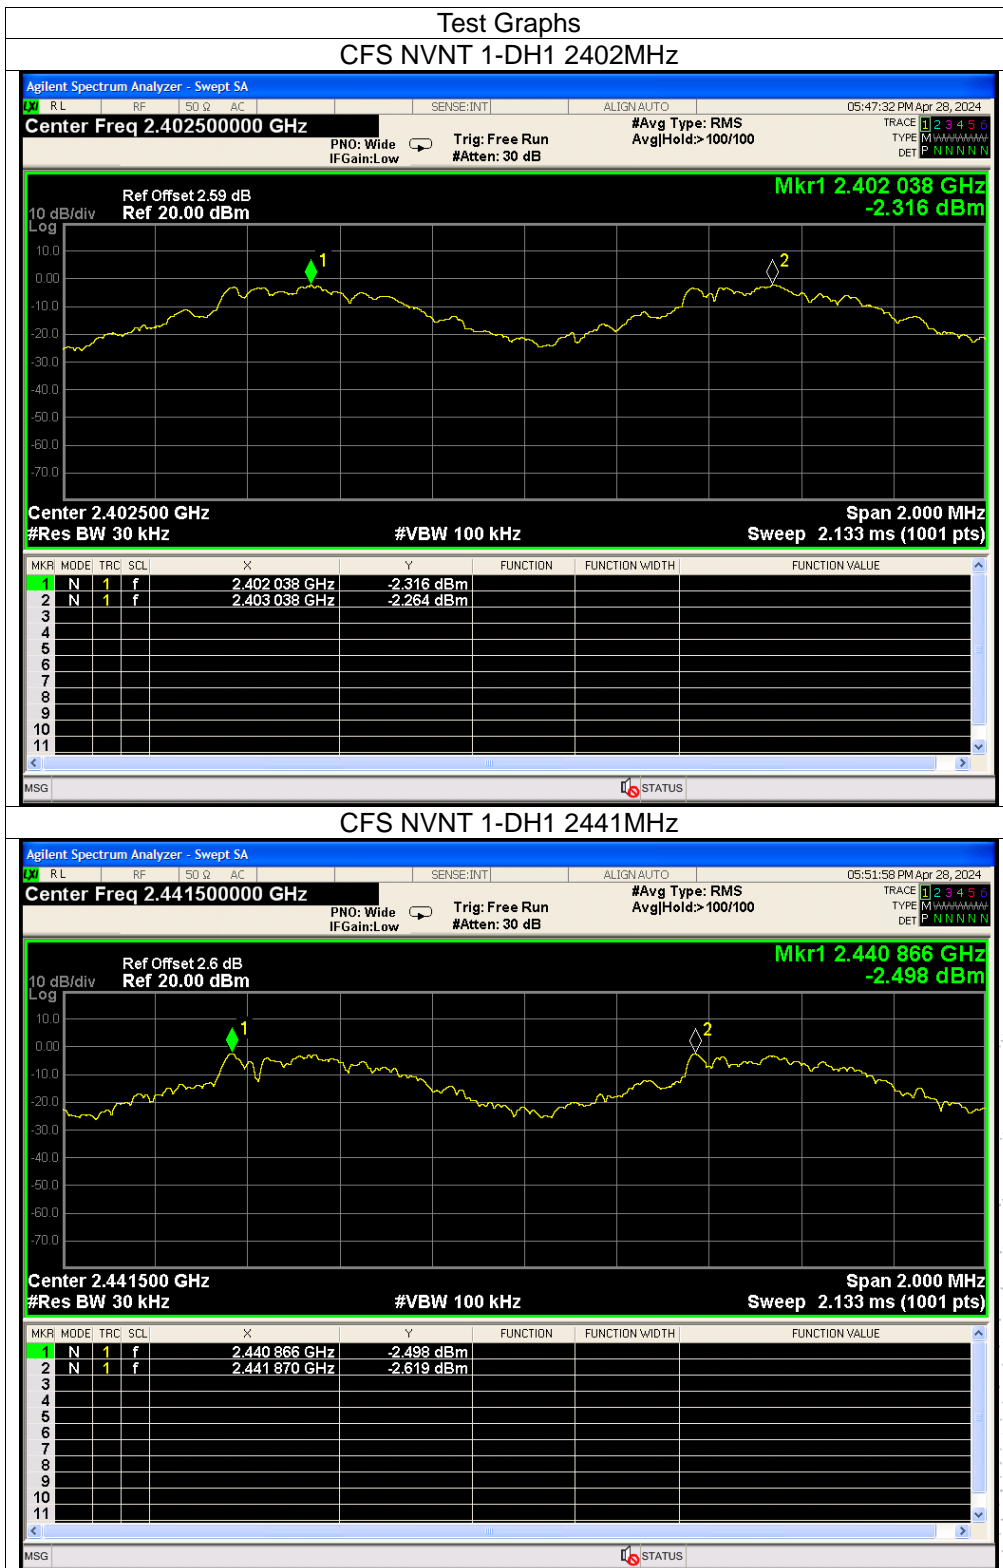 Test Graphs
CFS NVNT 1-DH1 2402MHz
Agilent Spectrum Analyzer - Swept SA
LXI RL RF 50 Ω AC SENSE:INT ALIGN AUTO 05:47:32 PM Apr 28, 2024
Center Freq 2.402500000 GHz #Avg Type: RMS TRACE 1 2 3 4 5 6
PNO: Wide Trig: Free Run Avg|Hold:> 100/100 TYPE M WWWWW
IFGain:Low #Atten: 30 dB DET P N N N N N
Mkr1 2.402 038 GHz
Ref Offset 2.59 dB
10 dB/div Ref 20.00 dBm -2.316 dBm
Log
10.0
1
2
0.00
-10.0
-20.0
-30.0
-40.0
-50.0
-60.0
-70.0
Center 2.402500 GHz Span 2.000 MHz
#Res BW 30 kHz #VBW 100 kHz Sweep 2.133 ms (1001 pts)
MKR MODE TRC SCL X Y FUNCTION FUNCTION WIDTH FUNCTION VALUE
1 N 1 f 2.402 038 GHz -2.316 dBm
2 N 1 f 2.403 038 GHz -2.264 dBm
3
4
5
6
7
8
9
10
11
MSG STATUS
CFS NVNT 1-DH1 2441MHz
Agilent Spectrum Analyzer - Swept SA
LXI RL RF 50 Ω AC SENSE:INT ALIGN AUTO 05:51:58 PM Apr 28, 2024
Center Freq 2.441500000 GHz #Avg Type: RMS TRACE 1 2 3 4 5 6
PNO: Wide Trig: Free Run Avg|Hold:> 100/100 TYPE M WWWWW
IFGain:Low #Atten: 30 dB DET P N N N N N
Mkr1 2.440 866 GHz
Ref Offset 2.6 dB
10 dB/div Ref 20.00 dBm -2.498 dBm
Log
10.0
1
2
0.00
-10.0
-20.0
-30.0
-40.0
-50.0
-60.0
-70.0
Center 2.441500 GHz Span 2.000 MHz
#Res BW 30 kHz #VBW 100 kHz Sweep 2.133 ms (1001 pts)
MKR MODE TRC SCL X Y FUNCTION FUNCTION WIDTH FUNCTION VALUE
1 N 1 f 2.440 866 GHz -2.498 dBm
2 N 1 f 2.441 870 GHz -2.619 dBm
3
4
5
6
7
8
9
10
11
MSG STATUS